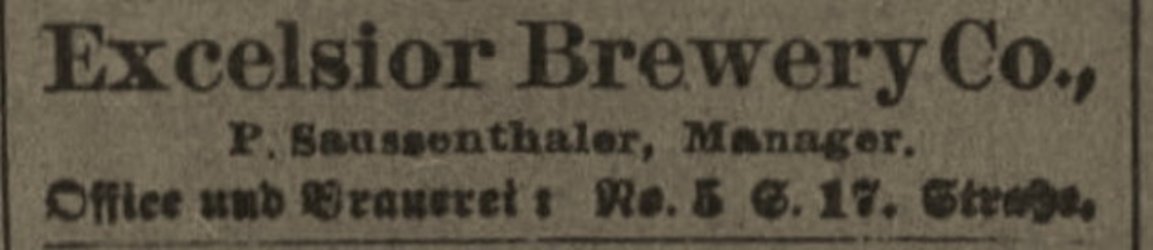 Excelsior Brewery Co.,
P. Saussenthaler, Manager.
Office und Brauerei: No. 5 S. 17. Straße.